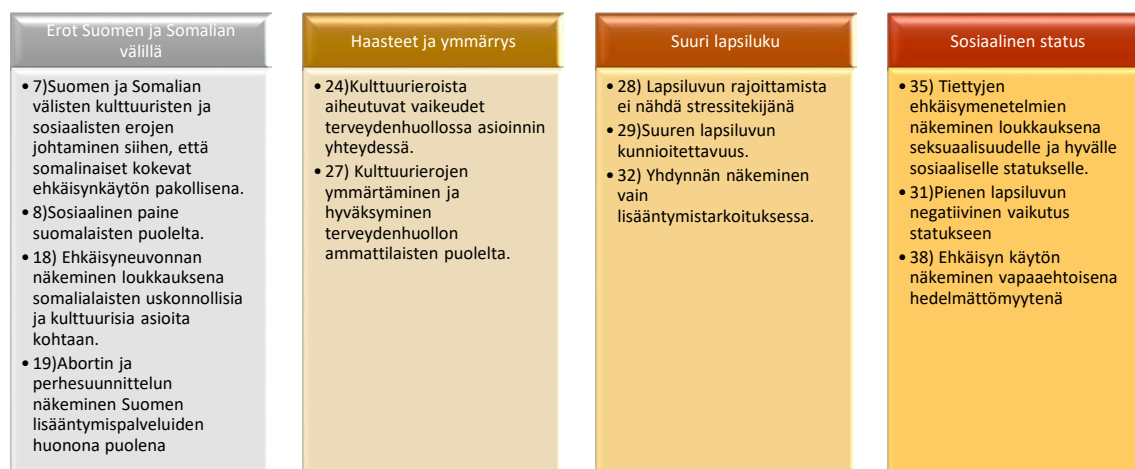 Erot Suomen ja Somalian
välillä
• 7)Suomen ja Somalian
välisten kulttuuristen ja
sosiaalisten erojen
johtaminen siihen, että
somalinaiset kokevat
ehkäisynkäytön pakollisena.
• 8)Sosiaalinen paine
suomalaisten puolelta.
• 18) Ehkäisyneuvonnan
näkeminen loukkauksena
somalialaisten uskonnollisia
ja kulttuurisia asioita
kohtaan.
• 19)Abortin ja
perhesuunnittelun
näkeminen Suomen
lisääntymispalveluiden
huonona puolena
Haasteet ja ymmärrys
• 24)Kulttuurieroista
aiheutuvat vaikeudet
terveydenhuollossa asioinnin
yhteydessä.
• 27) Kulttuurierojen
ymmärtäminen ja
hyväksyminen
terveydenhuollon
ammattilaisten puolelta.
Suuri lapsiluku
• 28) Lapsiluvun rajoittamista
ei nähdä stressitekijänä
• 29)Suuren lapsiluvun
kunnioitettavuus.
• 32) Yhdynnän näkeminen
vain
lisääntymistarkoituksessa.
Sosiaalinen status
• 35) Tiettyjen
ehkäisymenetelmien
näkeminen loukkauksena
seksuaalisuudelle ja hyvälle
sosiaaliselle statukselle.
• 31)Pienen lapsiluvun
negatiivinen vaikutus
statukseen
• 38) Ehkäisyn käytön
näkeminen vapaaehtoisena
hedelmättömyytenä